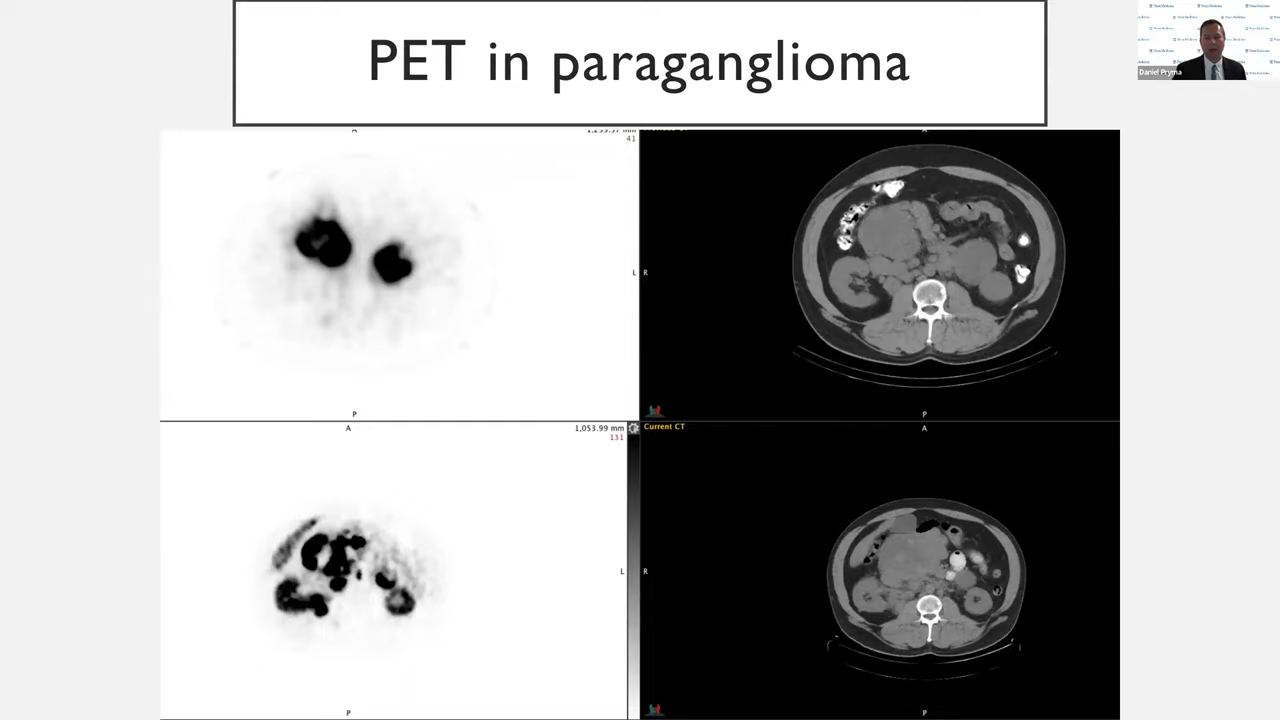 PET in paraganglioma
Daniel Pryma
A
41
L
R
A
P
P
A
1,053.99 mm
131
L
Current CT
A
R
P
P